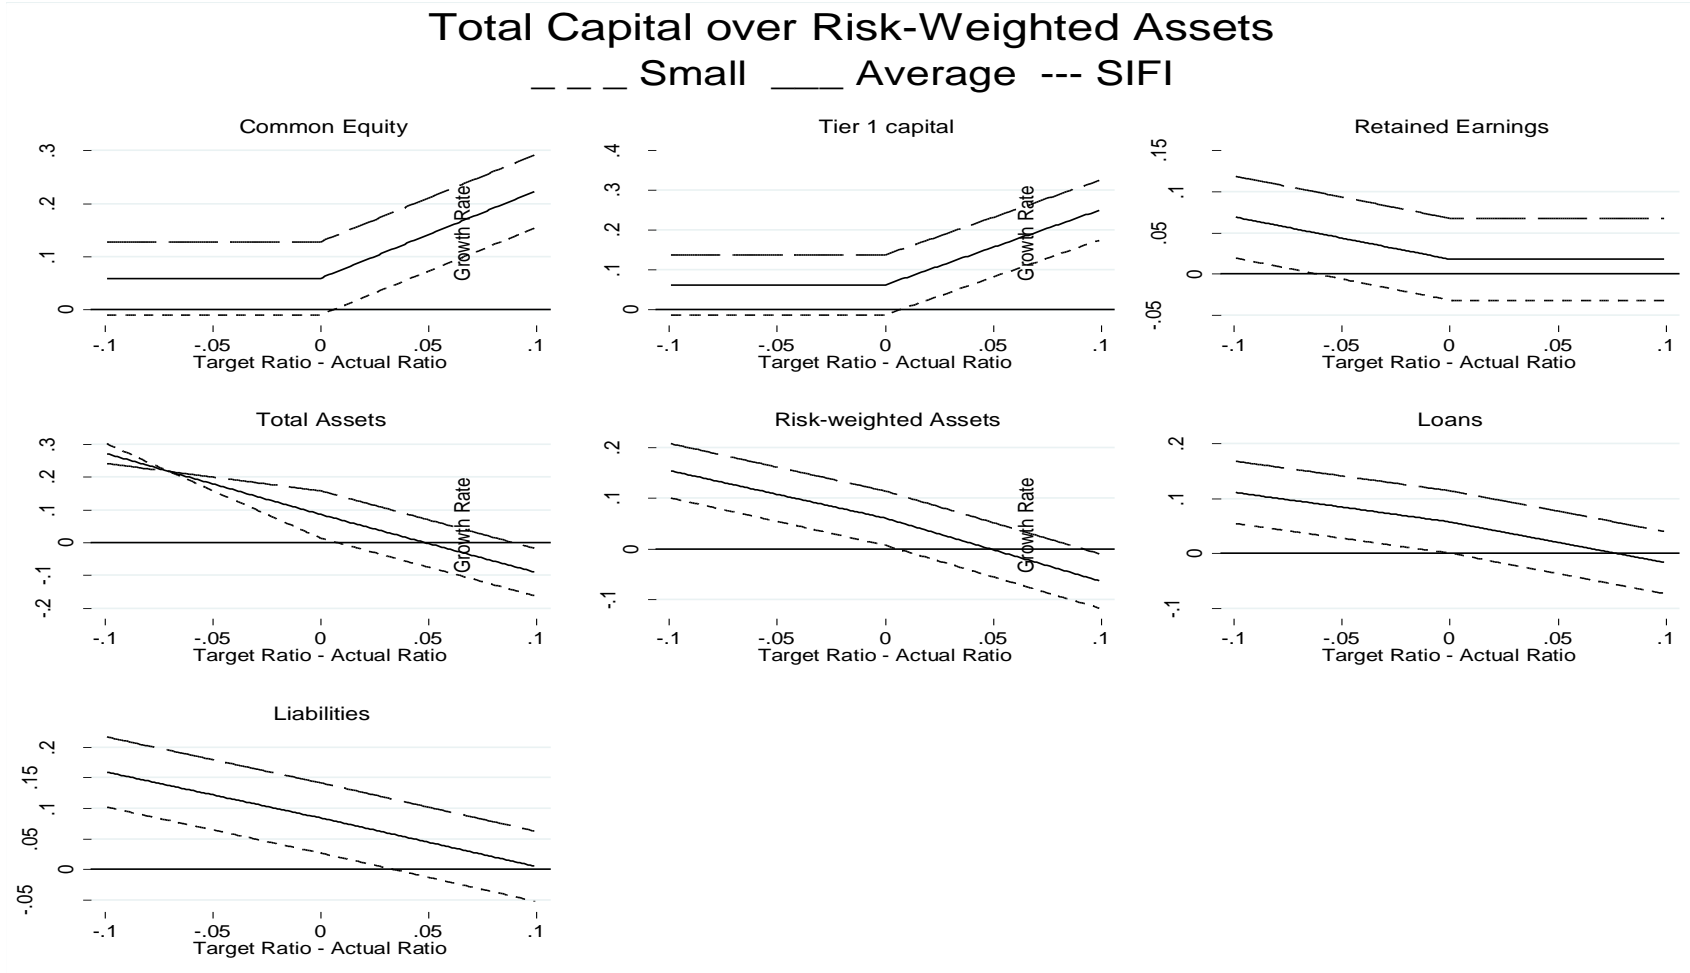 Total Capital over Risk-Weighted Assets
_ _ _ Small ___ Average --- SIFI
Common Equity
.3
.2
.1
0
Growth Rate
-.1 -.05 0 .05 .1
Target Ratio - Actual Ratio
Tier 1 capital
.4
.3
.2
.1
0
Growth Rate
-.1 -.05 0 .05 .1
Target Ratio - Actual Ratio
Retained Earnings
.15
.1
.05
0
-.05
-.1 -.05 0 .05 .1
Target Ratio - Actual Ratio
Total Assets
.3
.2
.1
0
-.1
-.2
Growth Rate
-.1 -.05 0 .05 .1
Target Ratio - Actual Ratio
Risk-weighted Assets
.2
.1
0
-.1
Growth Rate
-.1 -.05 0 .05 .1
Target Ratio - Actual Ratio
Loans
.2
.1
0
-.1
-.1 -.05 0 .05 .1
Target Ratio - Actual Ratio
Liabilities
.2
.15
.1
.05
0
-.05
-.1 -.05 0 .05 .1
Target Ratio - Actual Ratio